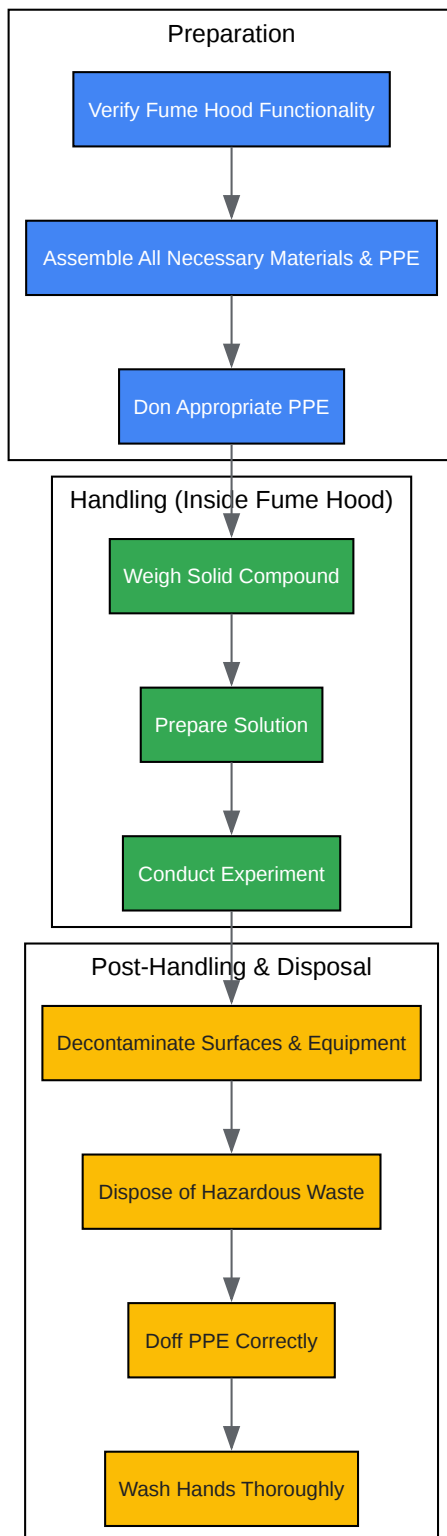 Preparation
Verify Fume Hood Functionality
Assemble All Necessary Materials & PPE
Don Appropriate PPE
Handling (Inside Fume Hood)
Weigh Solid Compound
Prepare Solution
Conduct Experiment
Post-Handling & Disposal
Decontaminate Surfaces & Equipment
Dispose of Hazardous Waste
Doff PPE Correctly
Wash Hands Thoroughly